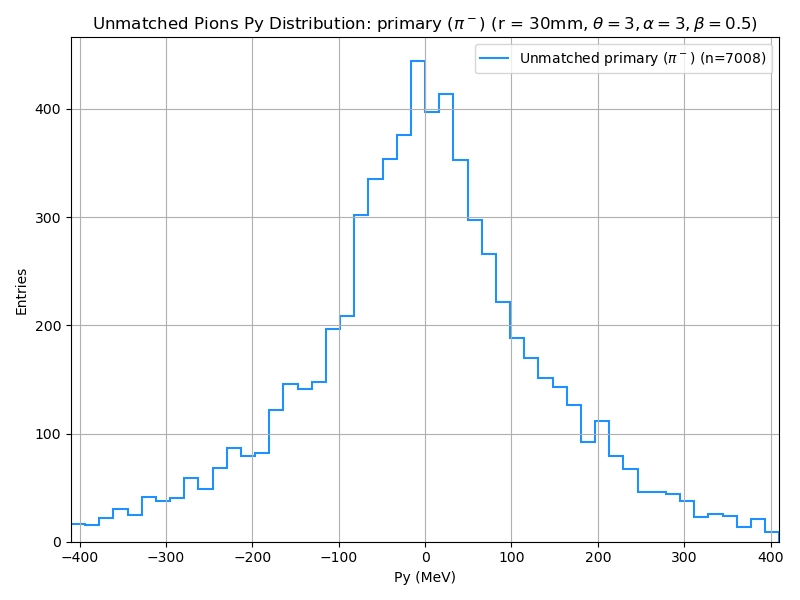 Unmatched Pions Py Distribution: primary (π⁻) (r = 30mm, θ = 3, α = 3, β = 0.5)
Unmatched primary (π⁻) (n=7008)
Entries
400
300
200
100
0
−400 −300 −200 −100 0 100 200 300 400
Py (MeV)